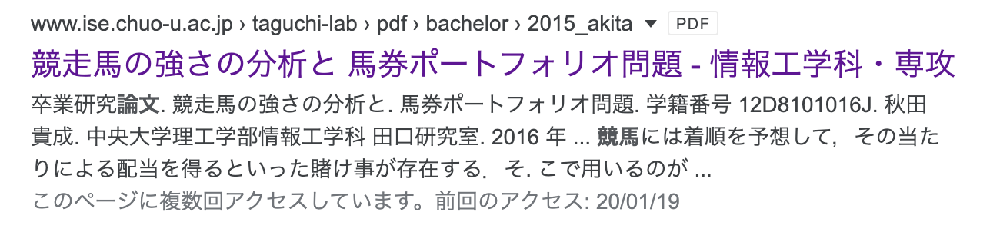 www.ise.chuo-u.ac.jp › taguchi-lab › pdf › bachelor › 2015_akita ▼ PDF
競走馬の強さの分析と 馬券ポートフォリオ問題 - 情報工学科・専攻
卒業研究論文. 競走馬の強さの分析と. 馬券ポートフォリオ問題. 学籍番号 12D8101016J. 秋田
貴成. 中央大学理工学部情報工学科 田口研究室. 2016 年 ... 競馬には着順を予想して，その当た
りによる配当を得るといった賭け事が存在する．そ. こで用いるのが ...
このページに複数回アクセスしています。前回のアクセス: 20/01/19